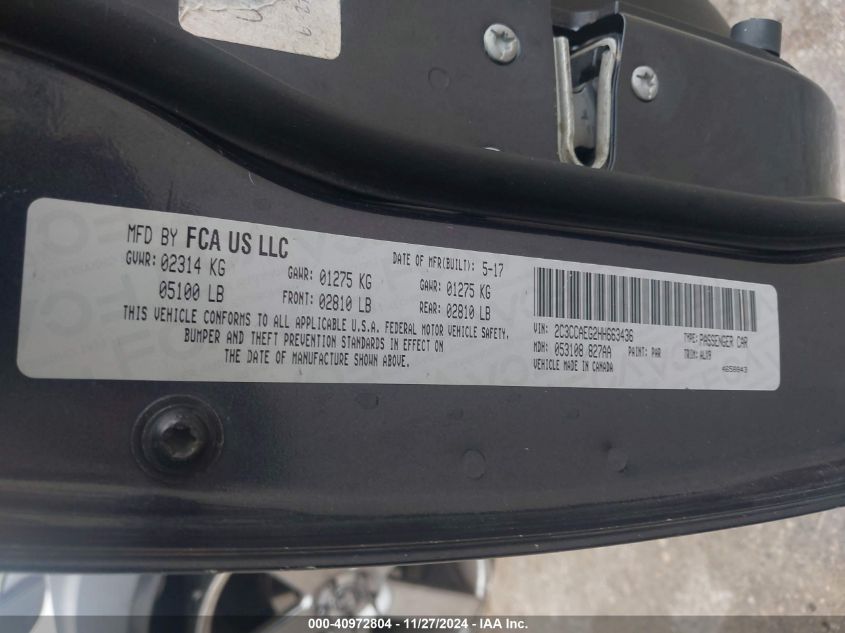 MFD BY FCA US LLC
DATE OF MFR(BUILT): 5-17
GVWR: 02314 KG
GAWR: 01275 KG
GAWR: 01275 KG
05100 LB
FRONT: 02810 LB
REAR: 02810 LB
THIS VEHICLE CONFORMS TO ALL APPLICABLE U.S.A. FEDERAL MOTOR VEHICLE SAFETY,
BUMPER AND THEFT PREVENTION STANDARDS IN EFFECT ON
THE DATE OF MANUFACTURE SHOWN ABOVE.
VIN: 2C3CCAEG2HH663436
TYPE: PASSENGER CAR
MDH: 053108 827AA
PAINT: PAR
TRIM: ALX9
VEHICLE MADE IN CANADA
4658843
000-40972804 | 11/27/2024 - IAAI Inc.